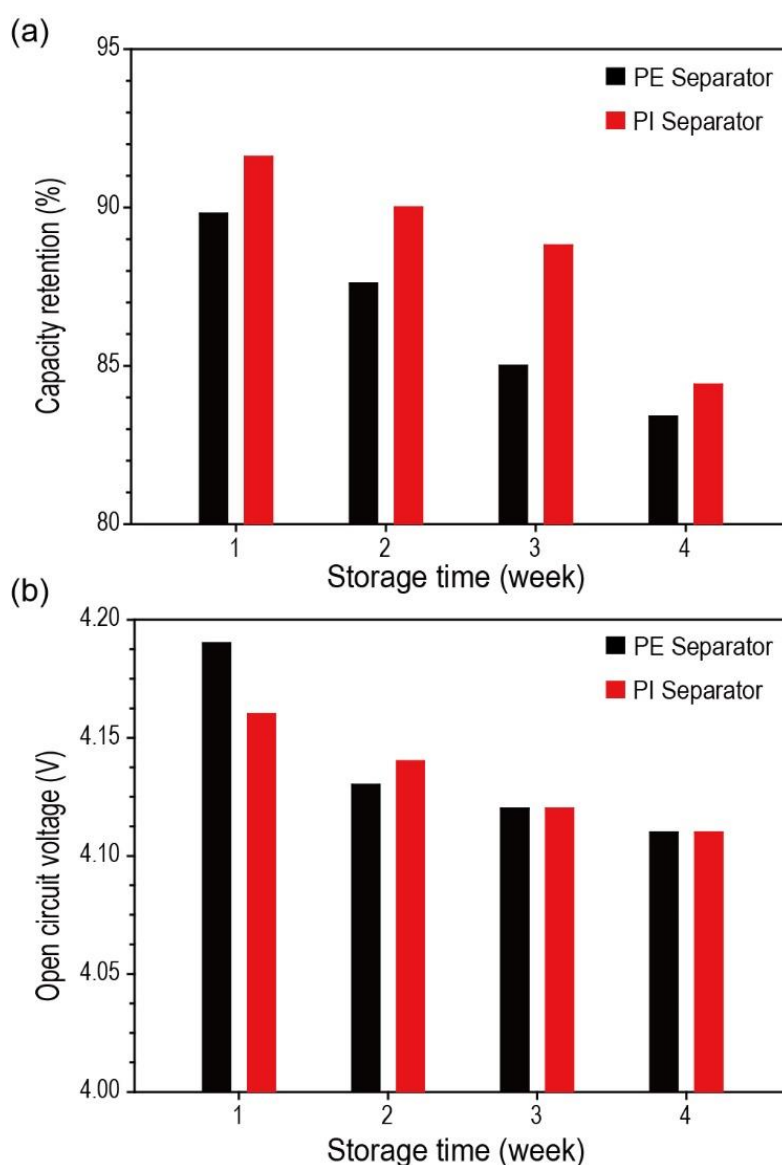 (a)
95
90
85
80
Capacity retention (%)
PE Separator
PI Separator
1 2 3 4
Storage time (week)
(b)
4.20
4.15
4.10
4.05
4.00
Open circuit voltage (V)
PE Separator
PI Separator
1 2 3 4
Storage time (week)